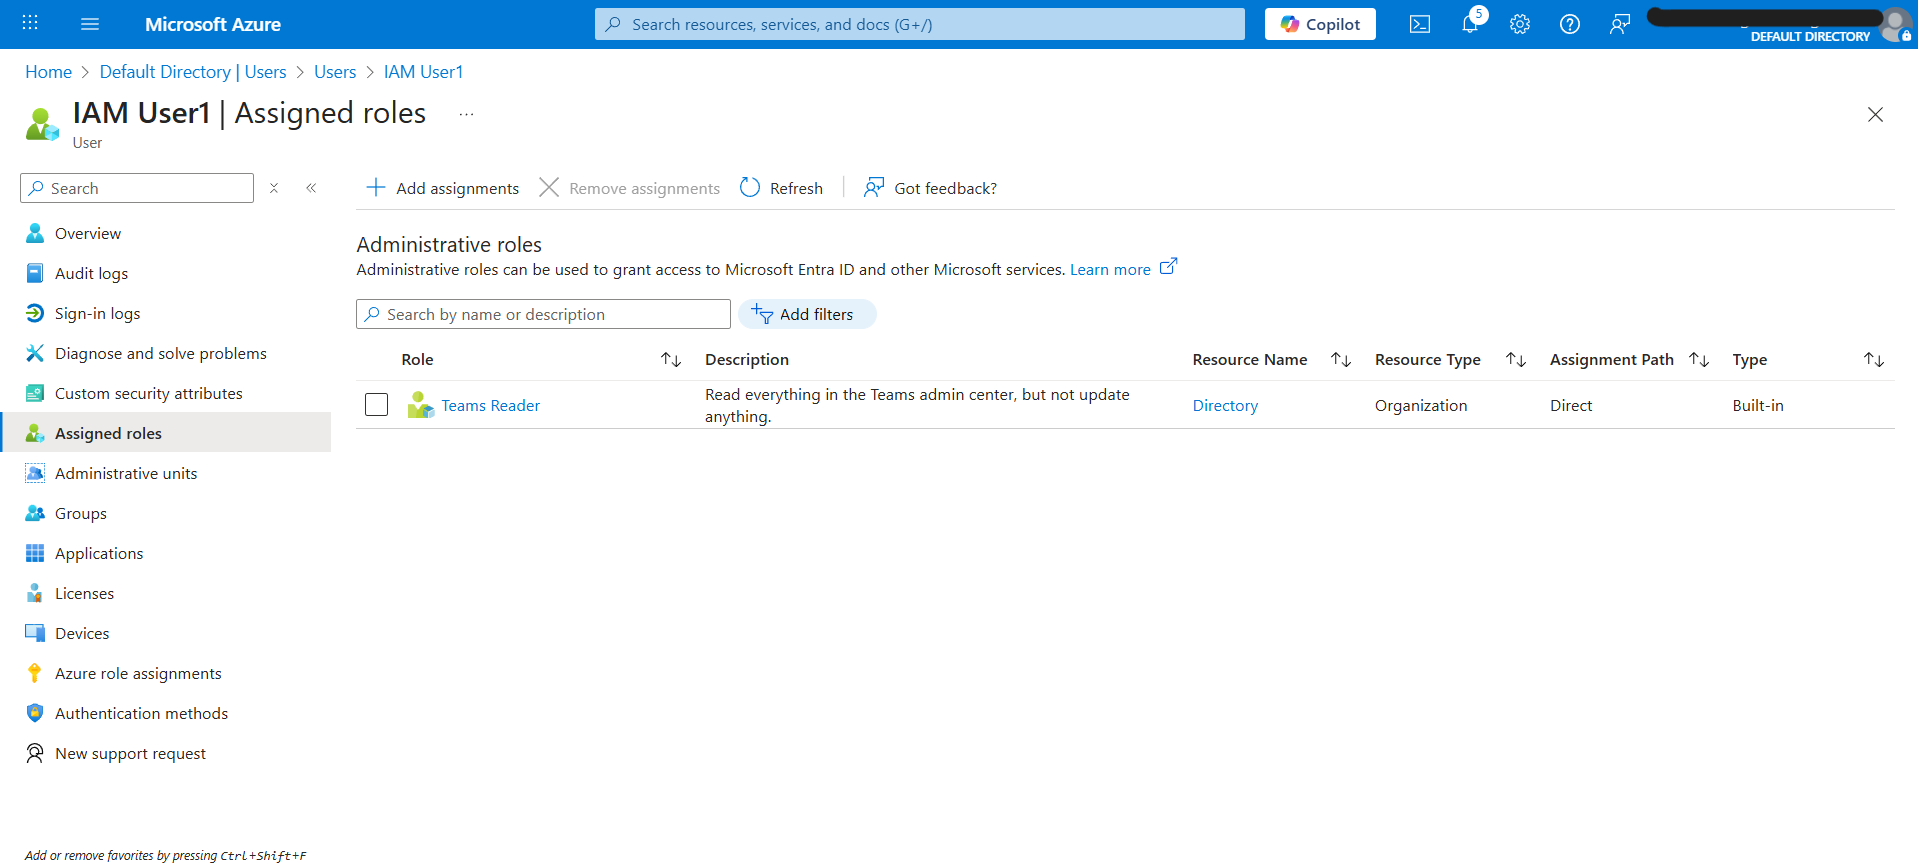 Microsoft Azure
Search resources, services, and docs (G+/)
Copilot
5
DEFAULT DIRECTORY
Home > Default Directory | Users > Users > IAM User1
IAM User1 | Assigned roles ...
User
Search
Add assignments
Remove assignments
Refresh
Got feedback?
Overview
Audit logs
Sign-in logs
Diagnose and solve problems
Custom security attributes
Assigned roles
Administrative units
Groups
Applications
Licenses
Devices
Azure role assignments
Authentication methods
New support request
Add or remove favorites by pressing Ctrl+Shift+F
Administrative roles
Administrative roles can be used to grant access to Microsoft Entra ID and other Microsoft services. Learn more
Search by name or description
Add filters
Role Description Resource Name Resource Type Assignment Path Type
Teams Reader Read everything in the Teams admin center, but not update Directory Organization Direct Built-in
anything.